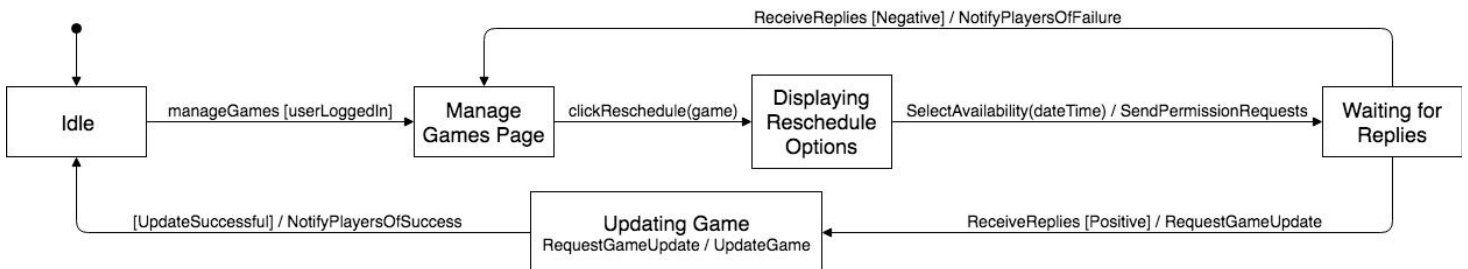 ReceiveReplies [Negative] / NotifyPlayersOfFailure
Idle
manageGames [userLoggedIn]
Manage
Games Page
clickReschedule(game)
Displaying
Reschedule
Options
SelectAvailability(dateTime) / SendPermissionRequests
Waiting for
Replies
[UpdateSuccessful] / NotifyPlayersOfSuccess
Updating Game
RequestGameUpdate / UpdateGame
ReceiveReplies [Positive] / RequestGameUpdate